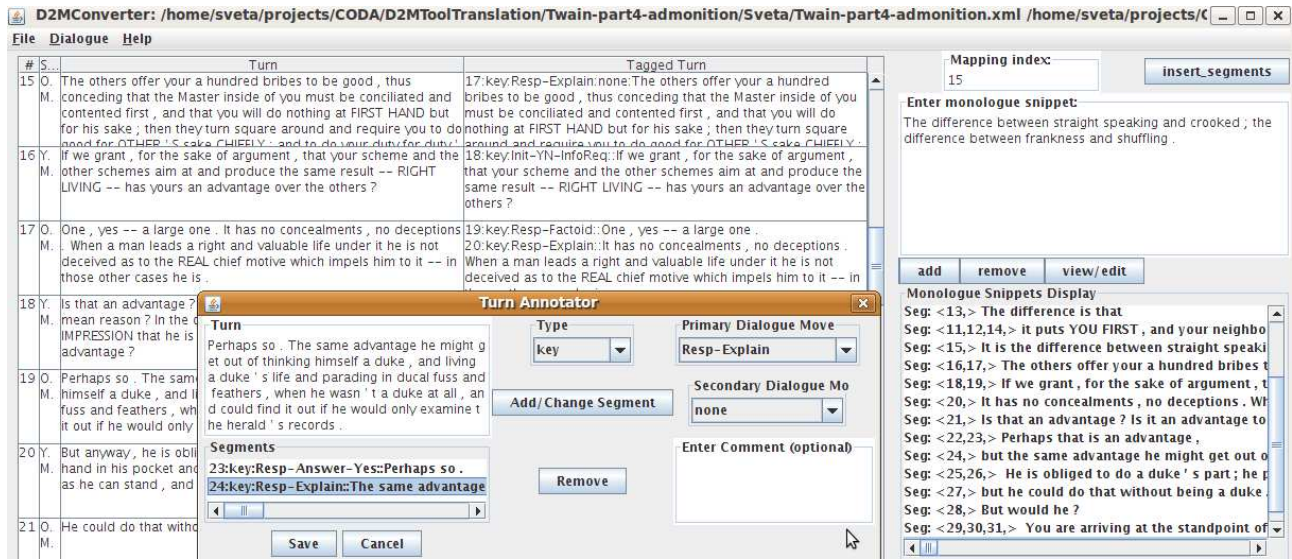 D2MConverter: /home/sveta/projects/CODA/D2MToolTranslation/Twain-part4-admonition/Sveta/Twain-part4-admonition.xml /home/sveta/projects/C
File Dialogue Help
# S... Turn Tagged Turn
15 O. M. The others offer your a hundred bribes to be good , thus
conceding that the Master inside of you must be conciliated and
contented first , and that you will do nothing at FIRST HAND but
for his sake ; then they turn square around and require you to do
good for OTHER ' S sake CHIEFLY ; and to do your duty for duty '
17:key:Resp-Explain:none:The others offer your a hundred
bribes to be good , thus conceding that the Master inside of you
must be conciliated and contented first , and that you will do
nothing at FIRST HAND but for his sake ; then they turn square
around and require you to do good for OTHER ' S sake CHIEFLY ;
16 Y. M. If we grant , for the sake of argument , that your scheme and the
other schemes aim at and produce the same result -- RIGHT
LIVING -- has yours an advantage over the others ?
18:key:Init-YN-InfoReq::If we grant , for the sake of argument ,
that your scheme and the other schemes aim at and produce the
same result -- RIGHT LIVING -- has yours an advantage over the
others ?
17 O. M. One , yes -- a large one . It has no concealments , no deceptions
. When a man leads a right and valuable life under it he is not
deceived as to the REAL chief motive which impels him to it -- in
those other cases he is .
19:key:Resp-Factoid::One , yes -- a large one .
20:key:Resp-Explain::It has no concealments , no deceptions .
When a man leads a right and valuable life under it he is not
deceived as to the REAL chief motive which impels him to it -- in
18 Y. M. Is that an advantage ?
mean reason ? In the
IMPRESSION that he is
advantage ?
19 O. M. Perhaps so . The sam
himself a duke , and li
fuss and feathers , wh
it out if he would only
20 Y. M. But anyway , he is obli
hand in his pocket and
as he can stand , and
21 O. M. He could do that witho
Turn Annotator
Turn
Perhaps so . The same advantage he might g
et out of thinking himself a duke , and living
a duke ' s life and parading in ducal fuss and
feathers , when he wasn ' t a duke at all , an
d could find it out if he would only examine t
he herald ' s records .
Segments
23:key:Resp-Answer-Yes::Perhaps so .
24:key:Resp-Explain::The same advantage
Save Cancel
Type
key
Add/Change Segment
Remove
Primary Dialogue Move
Resp-Explain
Secondary Dialogue Mo
none
Enter Comment (optional)
Mapping index:
15
insert_segments
Enter monologue snippet:
The difference between straight speaking and crooked ; the
difference between frankness and shuffling .
add remove view/edit
Monologue Snippets Display
Seg: <13,> The difference is that
Seg: <11,12,14,> it puts YOU FIRST , and your neighbo
Seg: <15,> It is the difference between straight speaki
Seg: <16,17,> The others offer your a hundred bribes t
Seg: <18,19,> If we grant , for the sake of argument , t
Seg: <20,> It has no concealments , no deceptions . Wh
Seg: <21,> Is that an advantage ? Is it an advantage to
Seg: <22,23,> Perhaps that is an advantage ,
Seg: <24,> but the same advantage he might get out o
Seg: <25,26,> He is obliged to do a duke ' s part ; he p
Seg: <27,> but he could do that without being a duke .
Seg: <28,> But would he ?
Seg: <29,30,31,> You are arriving at the standpoint of